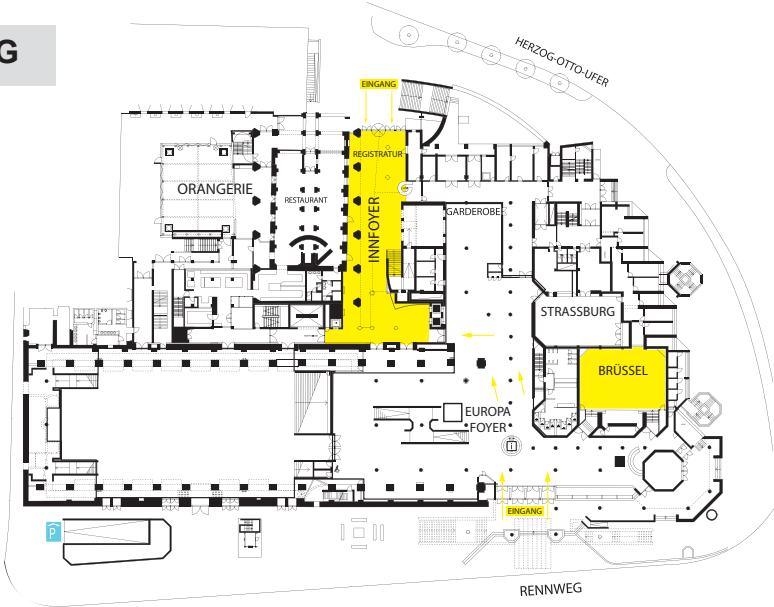 G
HERZOG-OTTO-UFER
EINGANG
REGISTRATUR
ORANGERIE
RESTAURANT
INNFOYER
GARDEROBE
STRASSBURG
BRÜSSEL
EUROPA
FOYER
i
EINGANG
P
RENNWEG